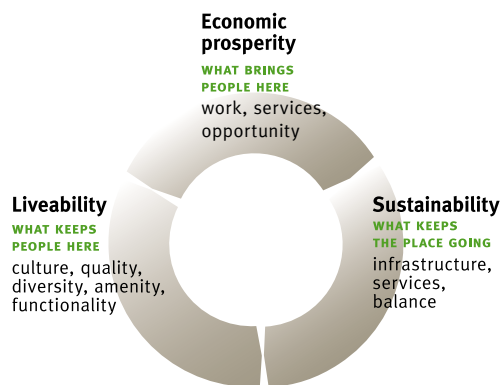 Economic
prosperity
WHAT BRINGS
PEOPLE HERE
work, services,
opportunity
Liveability
WHAT KEEPS
PEOPLE HERE
culture, quality,
diversity, amenity,
functionality
Sustainability
WHAT KEEPS
THE PLACE GOING
infrastructure,
services,
balance